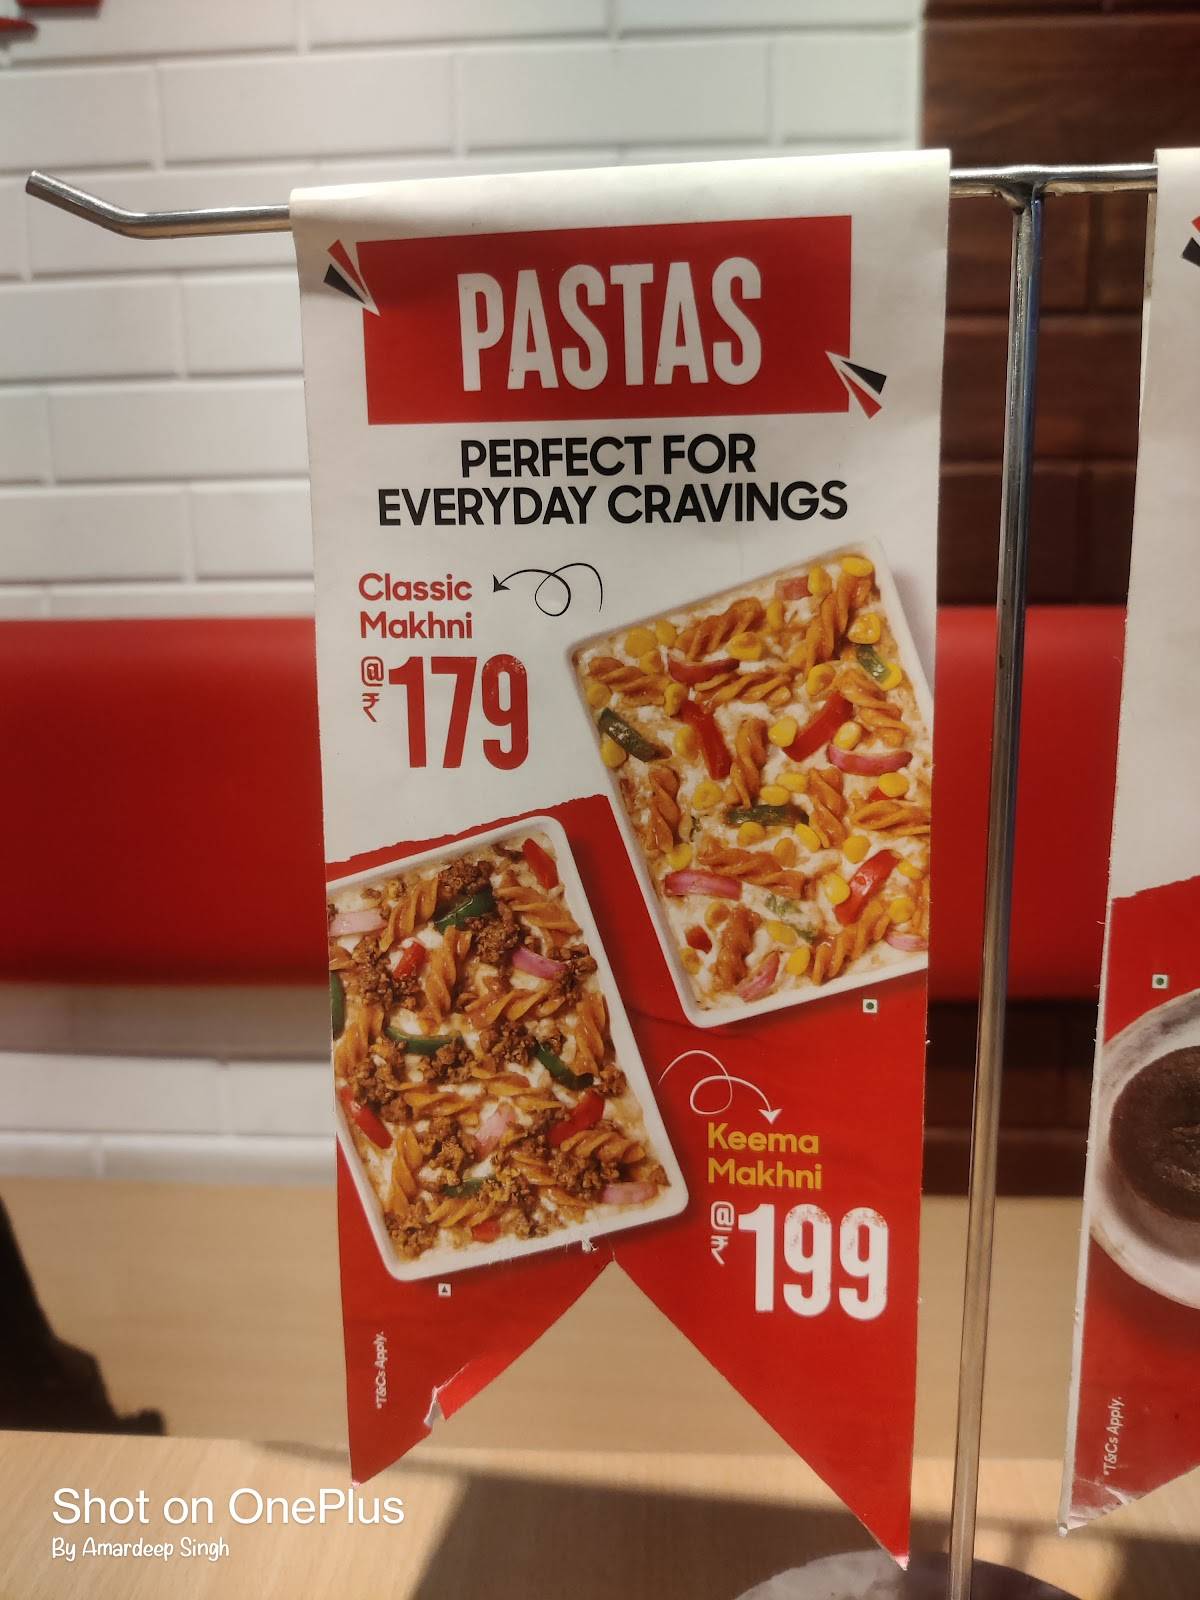 PASTAS
PERFECT FOR
EVERYDAY CRAVINGS
Classic
Makhni
@
₹179
Keema
Makhni
@
₹199
*T&Cs Apply.
*T&Cs Apply.
Shot on OnePlus
By Amardeep Singh